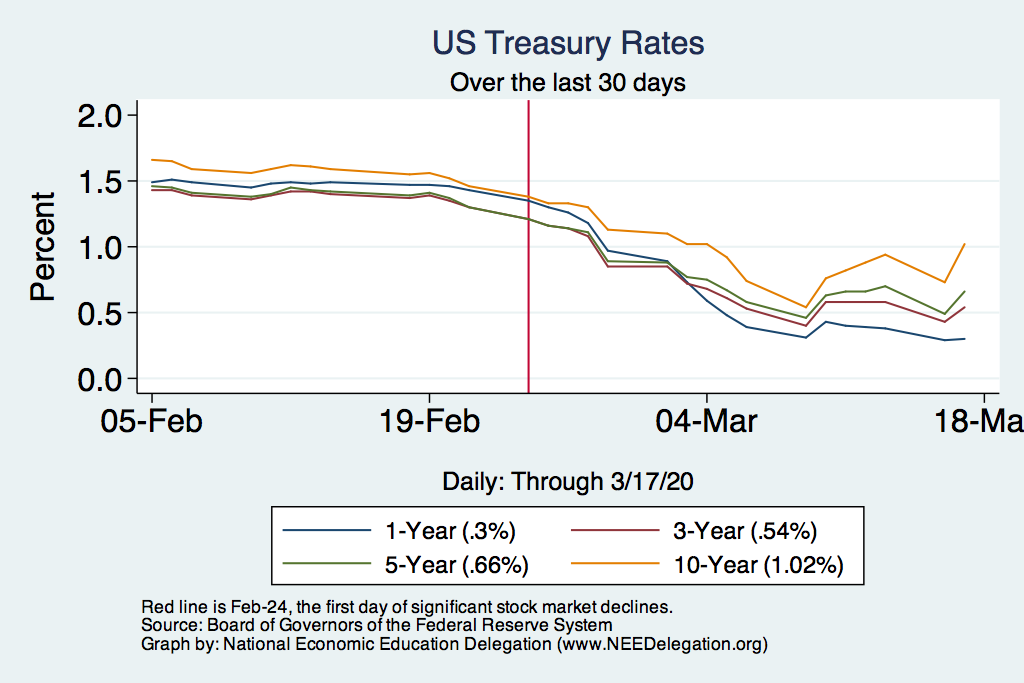 US Treasury Rates
Over the last 30 days
Percent
2.0
1.5
1.0
0.5
0.0
05-Feb 19-Feb 04-Mar 18-Ma
Daily: Through 3/17/20
1-Year (.3%) 3-Year (.54%)
5-Year (.66%) 10-Year (1.02%)
Red line is Feb-24, the first day of significant stock market declines.
Source: Board of Governors of the Federal Reserve System
Graph by: National Economic Education Delegation (www.NEEDelegation.org)